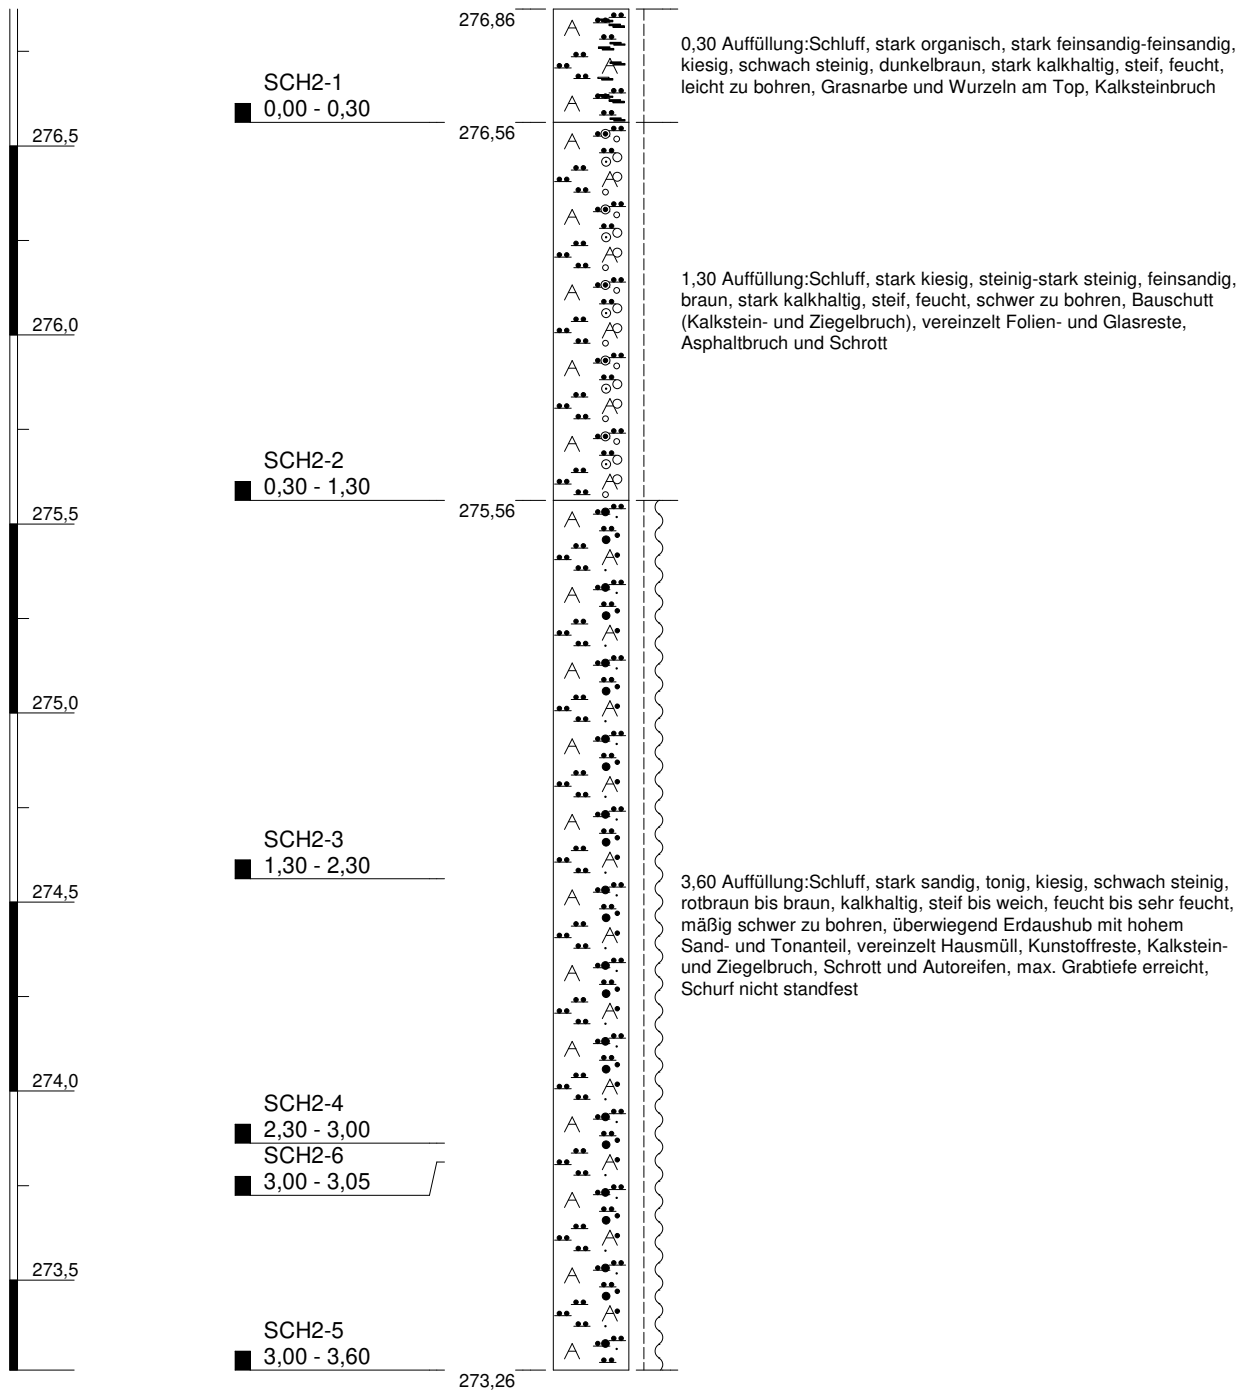 276,86
0,30 Auffüllung:Schluff, stark organisch, stark feinsandig-feinsandig,
kiesig, schwach steinig, dunkelbraun, stark kalkhaltig, steif, feucht,
leicht zu bohren, Grasnarbe und Wurzeln am Top, Kalksteinbruch
SCH2-1
0,00 - 0,30
276,56
276,5
1,30 Auffüllung:Schluff, stark kiesig, steinig-stark steinig, feinsandig,
braun, stark kalkhaltig, steif, feucht, schwer zu bohren, Bauschutt
(Kalkstein- und Ziegelbruch), vereinzelt Folien- und Glasreste,
Asphaltbruch und Schrott
276,0
SCH2-2
0,30 - 1,30
275,56
275,5
275,0
SCH2-3
1,30 - 2,30
274,5
3,60 Auffüllung:Schluff, stark sandig, tonig, kiesig, schwach steinig,
rotbraun bis braun, kalkhaltig, steif bis weich, feucht bis sehr feucht,
mäßig schwer zu bohren, überwiegend Erdaushub mit hohem
Sand- und Tonanteil, vereinzelt Hausmüll, Kunstoffreste, Kalkstein-
und Ziegelbruch, Schrott und Autoreifen, max. Grabtiefe erreicht,
Schurf nicht standfest
274,0
SCH2-4
2,30 - 3,00
SCH2-6
3,00 - 3,05
273,5
SCH2-5
3,00 - 3,60
273,26